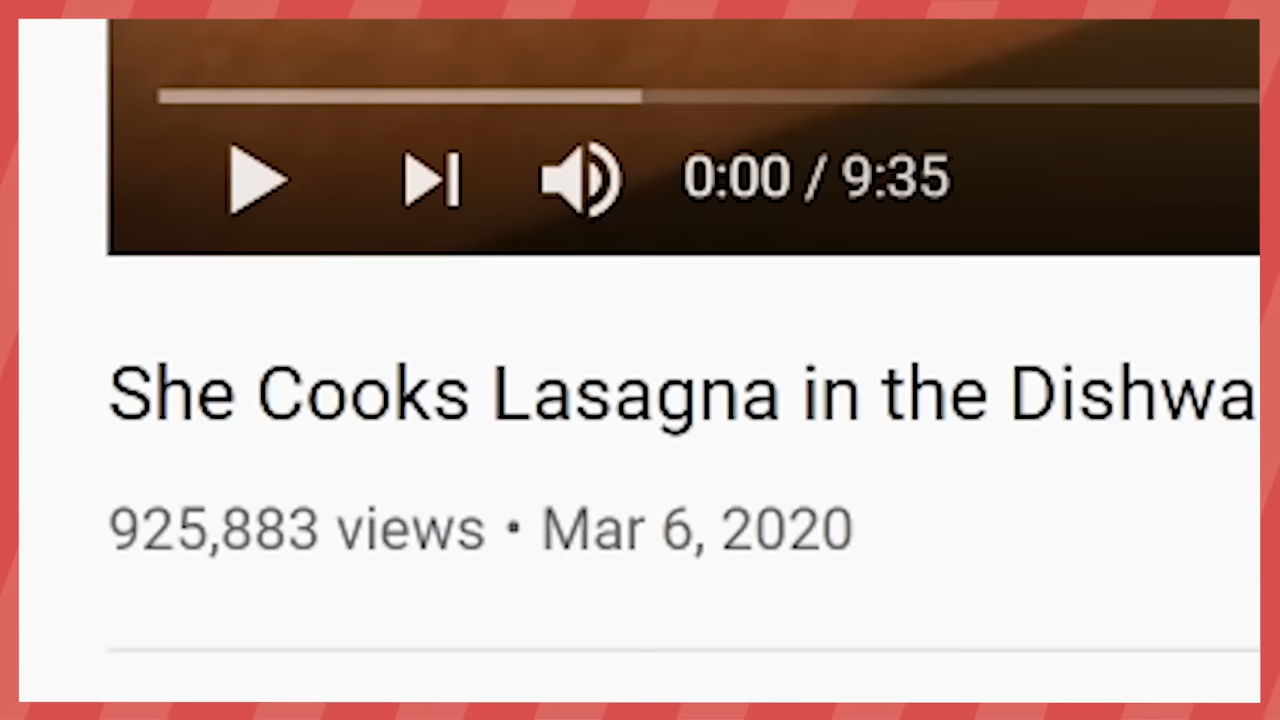 0:00 / 9:35
She Cooks Lasagna in the Dishwa
925,883 views • Mar 6, 2020